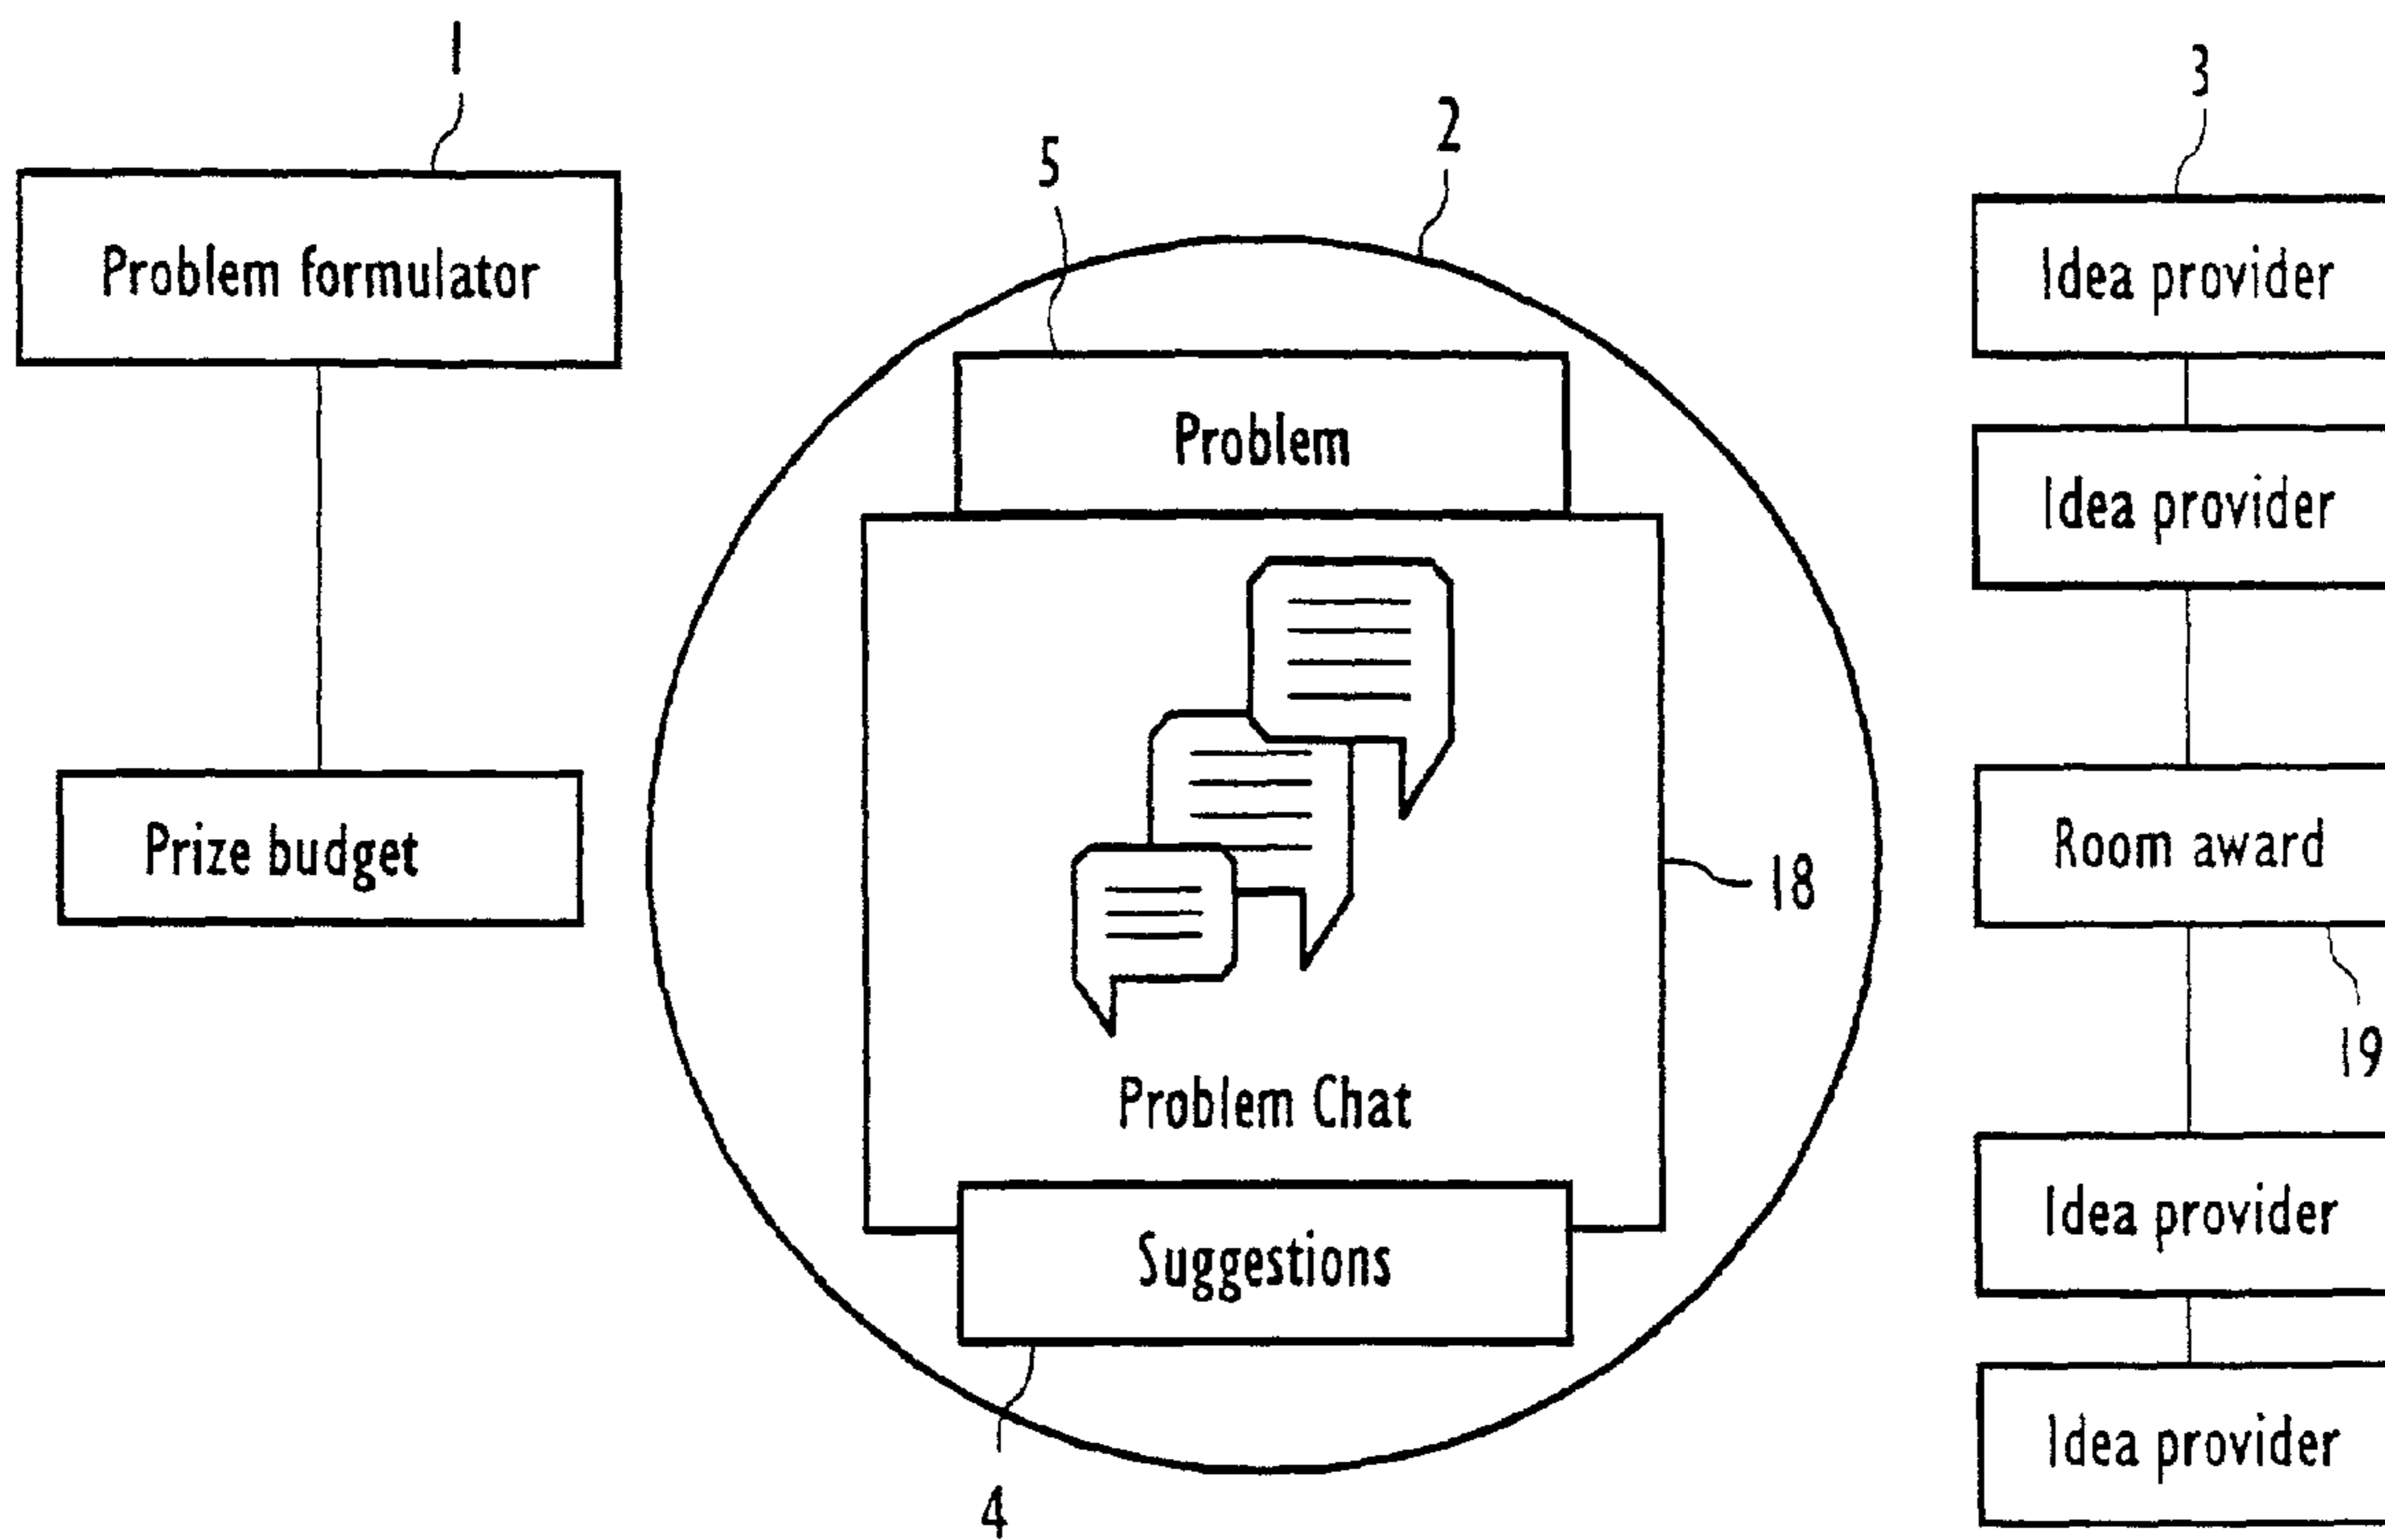 1
Problem formulator
Prize budget
2
5
Problem
Problem Chat
18
Suggestions
4
3
Idea provider
Idea provider
Room award
19
Idea provider
Idea provider